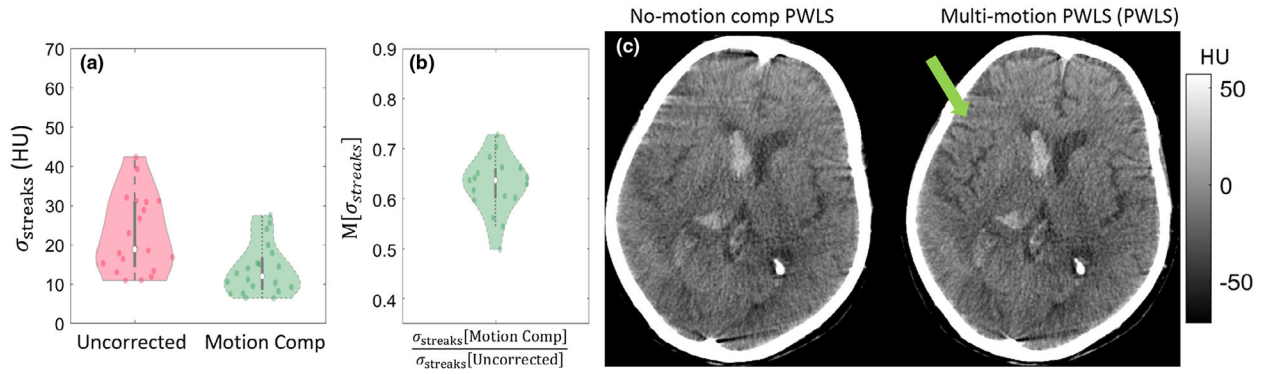 (a)
σstreaks (HU)
70
60
50
40
30
20
10
0
Uncorrected
Motion Comp
(b)
M[σstreaks]
0.9
0.8
0.7
0.6
0.5
0.4
σstreaks[Motion Comp]
σstreaks[Uncorrected]
No-motion comp PWLS
Multi-motion PWLS (PWLS)
(c)
HU
50
0
-50